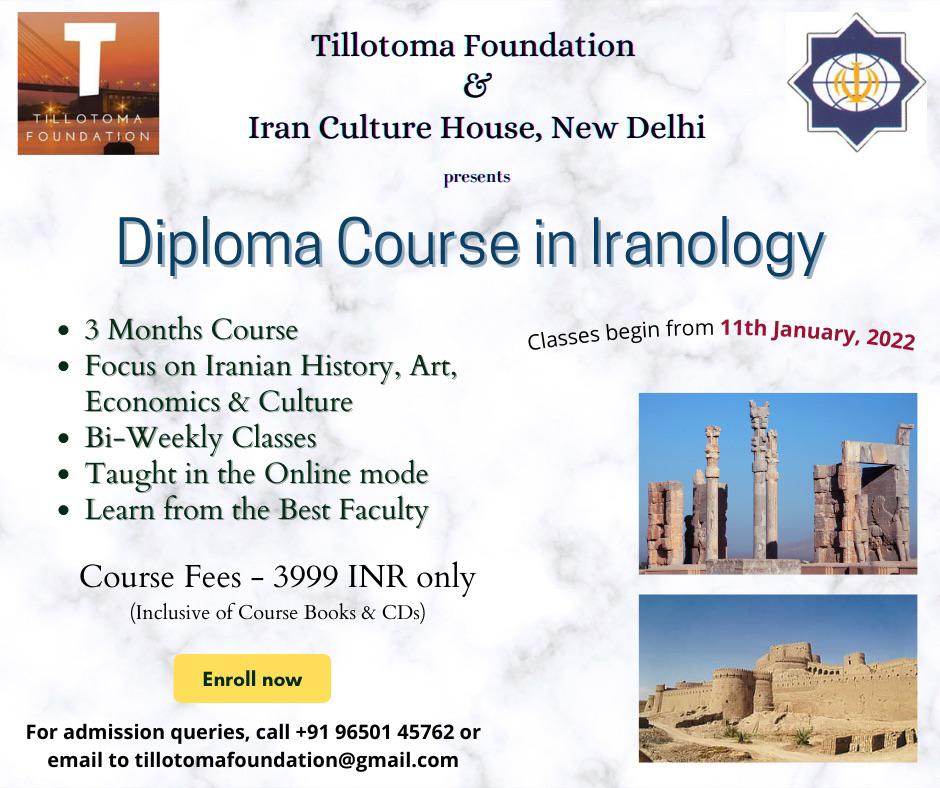 TILLOTOMA
FOUNDATION
Tillotoma Foundation
&
Iran Culture House, New Delhi
presents
Diploma Course in Iranology
Classes begin from 11th January, 2022
• 3 Months Course
• Focus on Iranian History, Art,
Economics & Culture
• Bi-Weekly Classes
• Taught in the Online mode
• Learn from the Best Faculty
Course Fees - 3999 INR only
(Inclusive of Course Books & CDs)
Enroll now
For admission queries, call +91 96501 45762 or
email to tillotomafoundation@gmail.com